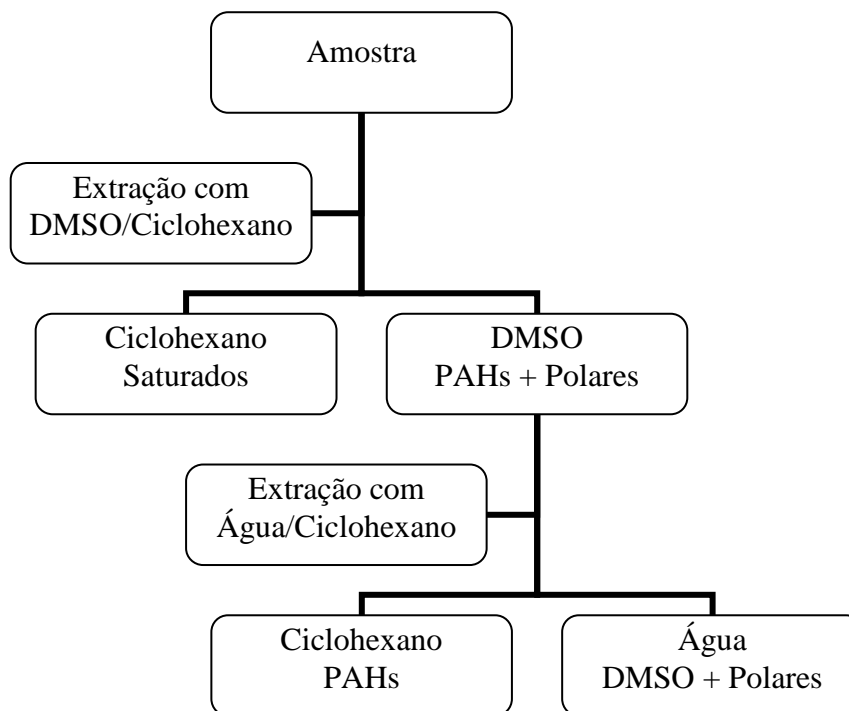 Amostra
Extração com
DMSO/Ciclohexano
Ciclohexano
Saturados
DMSO
PAHs + Polares
Extração com
Água/Ciclohexano
Ciclohexano
PAHs
Água
DMSO + Polares